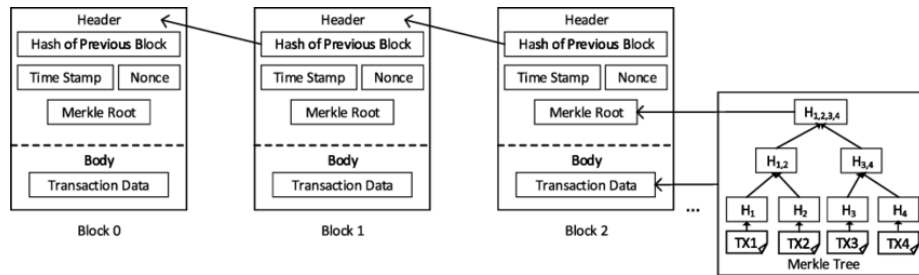 Header
Hash of Previous Block
Time Stamp
Nonce
Merkle Root
Body
Transaction Data
Block 0
Header
Hash of Previous Block
Time Stamp
Nonce
Merkle Root
Body
Transaction Data
Block 1
Header
Hash of Previous Block
Time Stamp
Nonce
Merkle Root
Body
Transaction Data
Block 2
...
H1,2,3,4
H1,2
H3,4
H1
H2
H3
H4
TX1
TX2
TX3
TX4
Merkle Tree